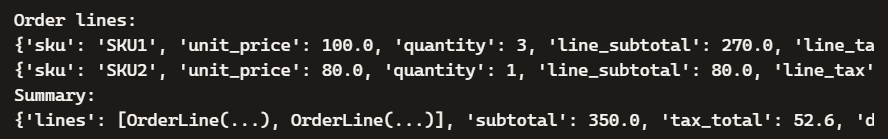 Order lines:
{'sku': 'SKU1', 'unit_price': 100.0, 'quantity': 3, 'line_subtotal': 270.0, 'line_ta
{'sku': 'SKU2', 'unit_price': 80.0, 'quantity': 1, 'line_subtotal': 80.0, 'line_tax'
Summary:
{'lines': [OrderLine(...), OrderLine(...)], 'subtotal': 350.0, 'tax_total': 52.6, 'd